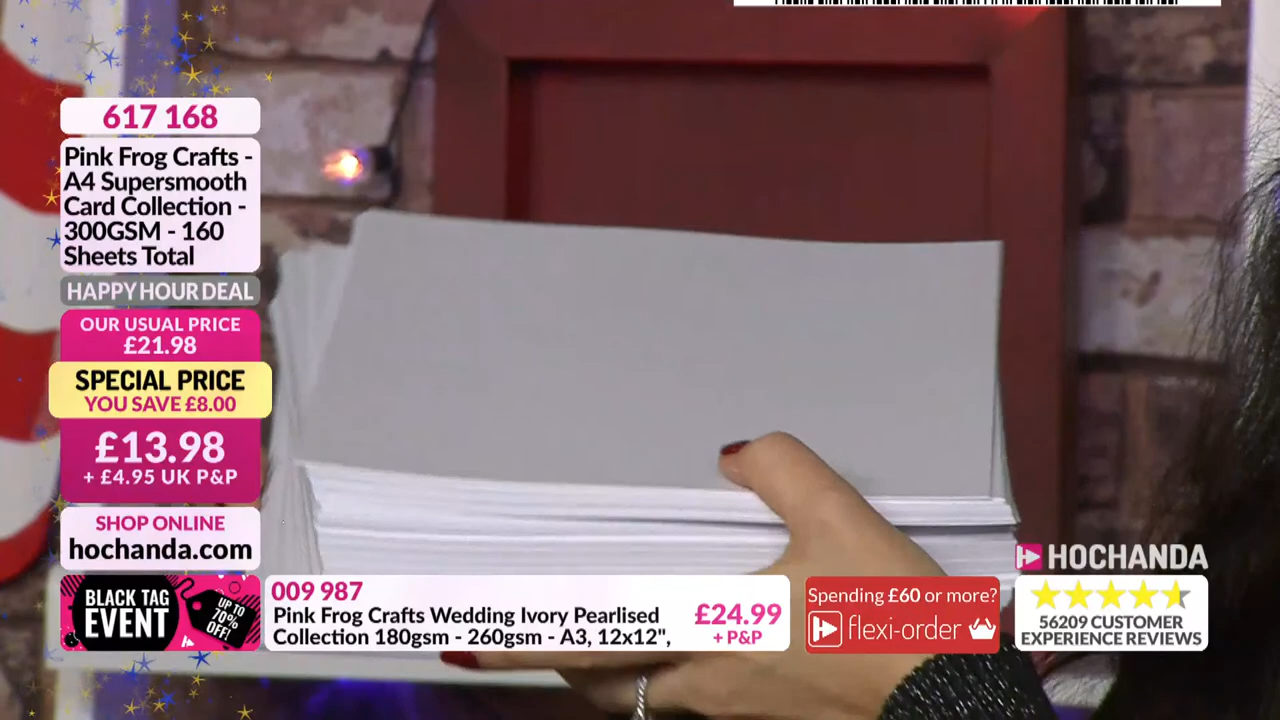 617 168
Pink Frog Crafts -
A4 Supersmooth
Card Collection -
300GSM - 160
Sheets Total
HAPPY HOUR DEAL
OUR USUAL PRICE
£21.98
SPECIAL PRICE
YOU SAVE £8.00
£13.98
+ £4.95 UK P&P
SHOP ONLINE
hochanda.com
BLACK TAG
EVENT
UP TO
70%
OFF!
009 987
Pink Frog Crafts Wedding Ivory Pearlised
Collection 180gsm - 260gsm - A3, 12x12",
£24.99
+ P&P
Spending £60 or more?
flexi-order
HOCHANDA
56209 CUSTOMER
EXPERIENCE REVIEWS